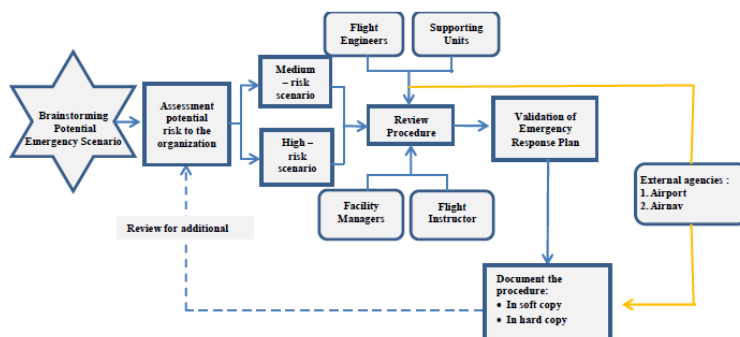 Flight
Engineers
Supporting
Units
Medium
– risk
scenario
Brainstorming
Potential
Emergency Scenario
Assessment
potential
risk to the
organization
High –
risk
scenario
Review
Procedure
Validation of
Emergency
Response Plan
External agencies :
1. Airport
2. Airnav
Facility
Managers
Flight
Instructor
Review for additional
Document the
procedure:
• In soft copy
• In hard copy